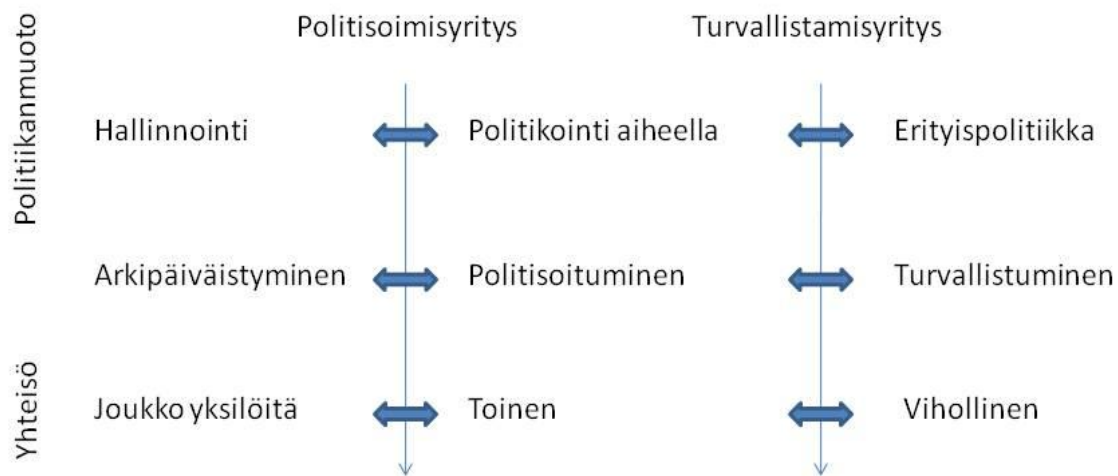 Politisoimisyritys Turvallistamisyritys
Politiikanmuoto
Hallinnointi Politikointi aiheella Erityispolitiikka
Arkipäiväistyminen Politisoituminen Turvallistuminen
Yhteisö
Joukko yksilöitä Toinen Vihollinen